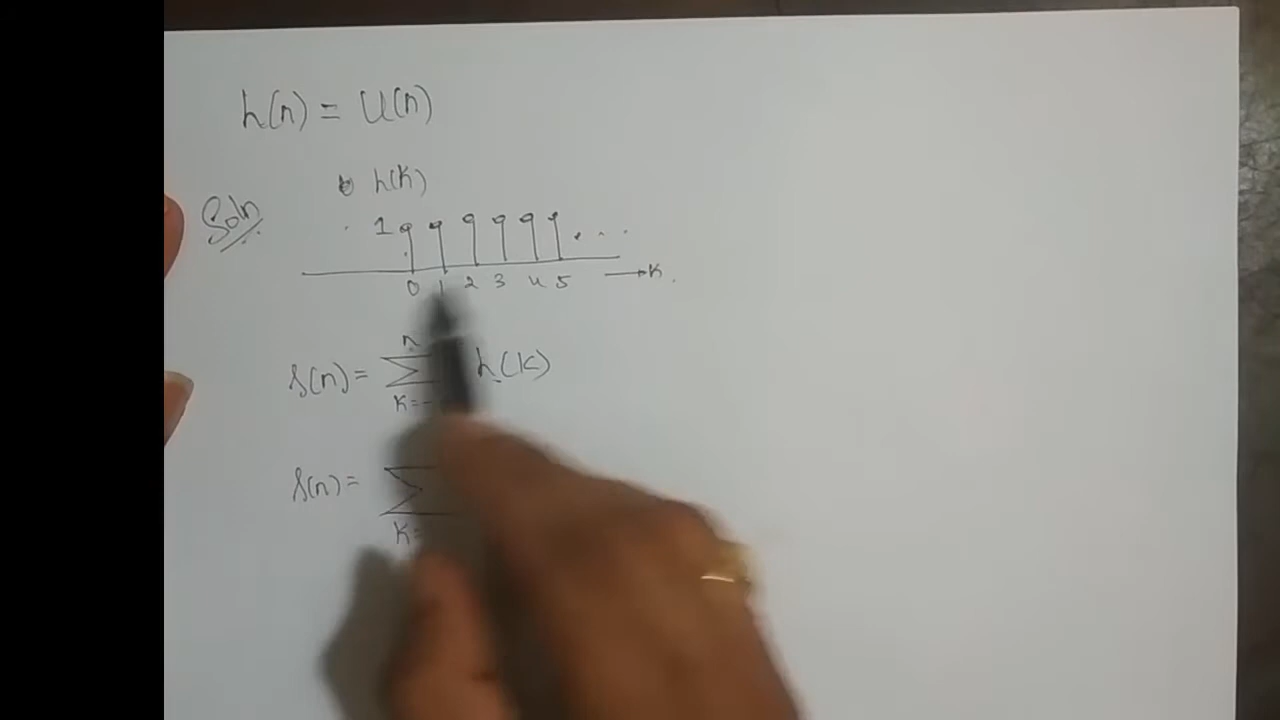 h(n) = U(n)
h(K)
Soln
1 . . .
0 1 2 3 4 5 → K.
s(n) = Σ n K=- h(K)
s(n) = Σ K=